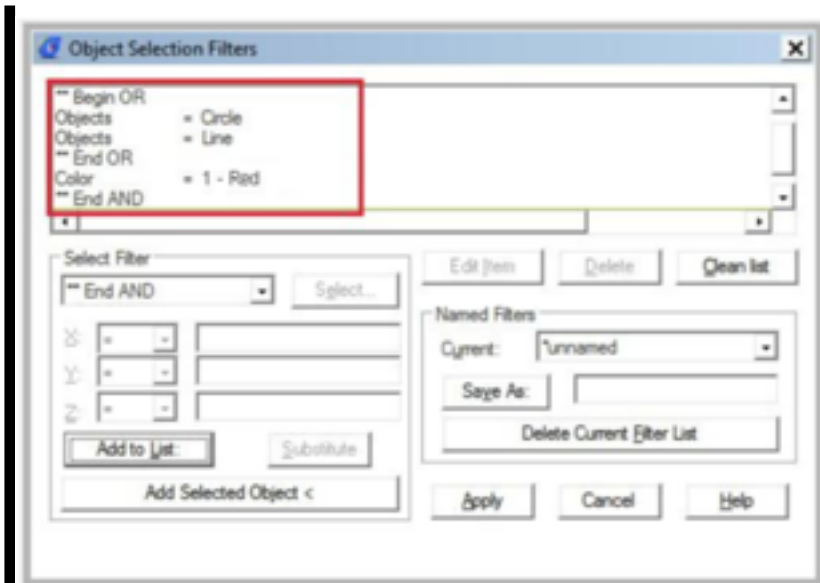 Object Selection Filters
** Begin OR
Objects = Circle
Objects = Line
** End OR
Color = 1 - Red
** End AND
Select Filter
** End AND
Select...
X: =
Y: =
Z: =
Add to List:
Substitute
Add Selected Object <
Edit Item
Delete
Clean list
Named Filters
Current: *unnamed
Save As:
Delete Current Filter List
Apply
Cancel
Help